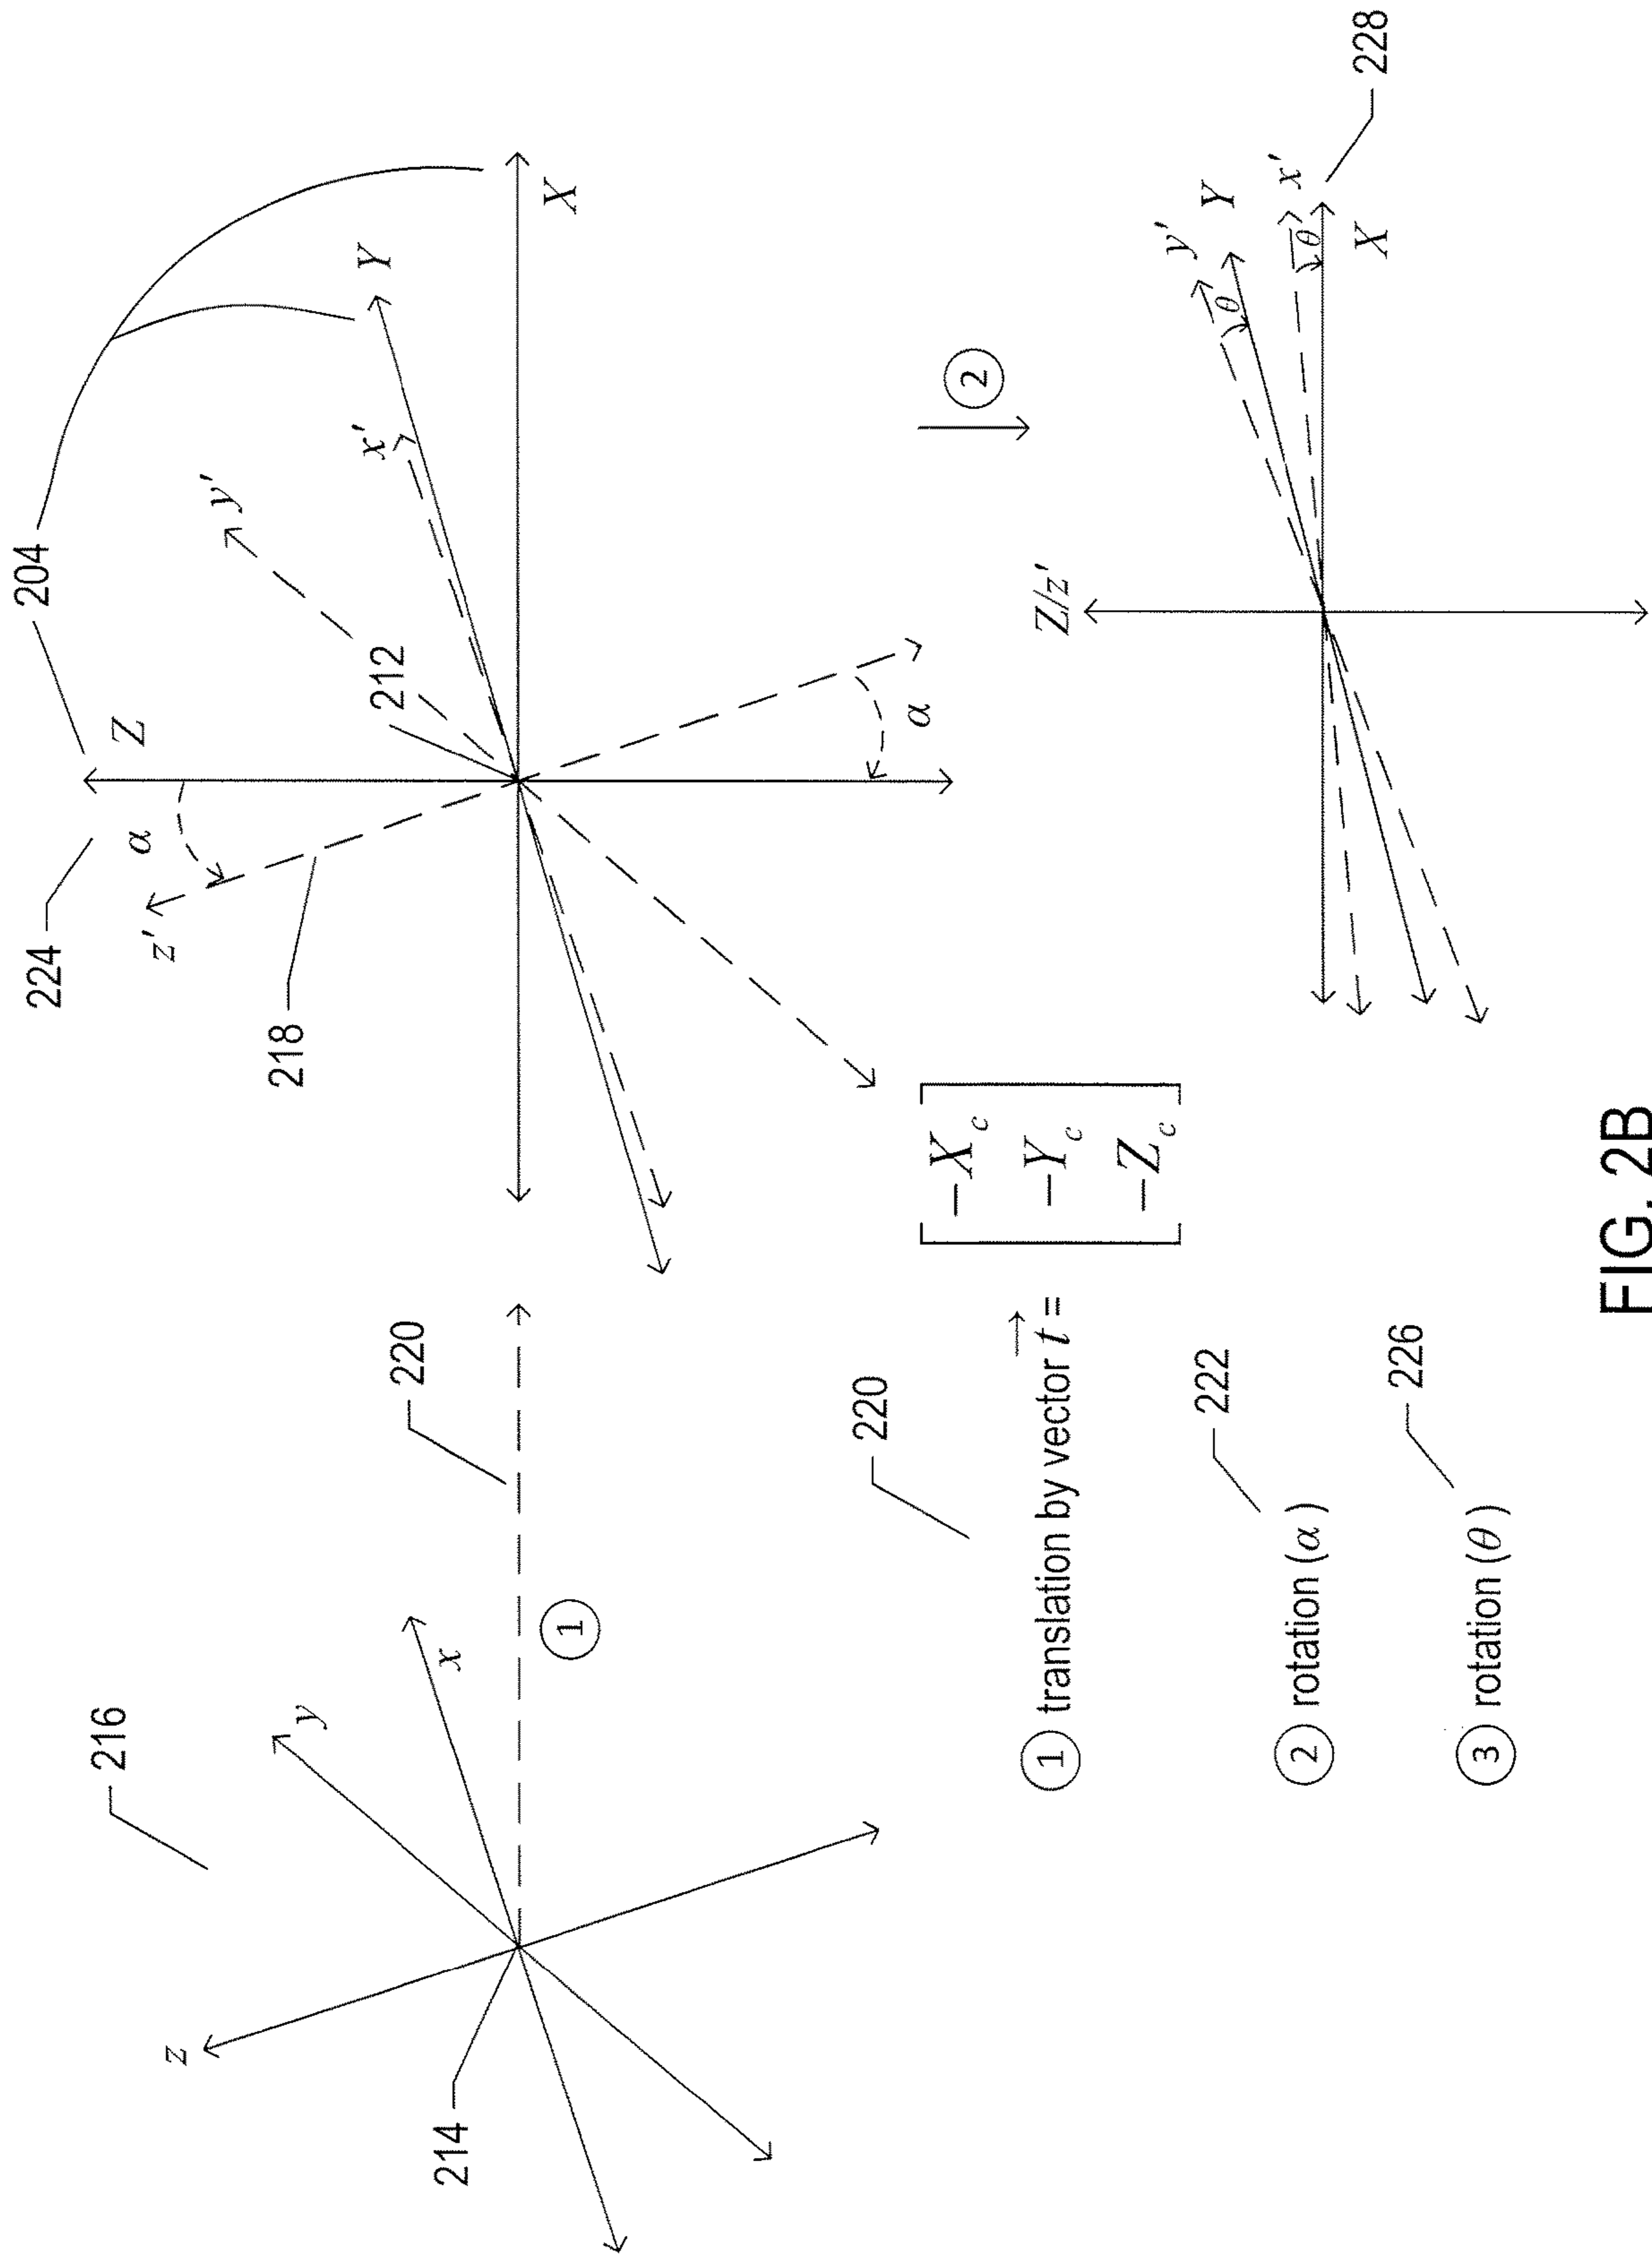 204
224
Z
α
z'
218
212
y'
x'
Y
X
α
216
z
y
x
214
220
1
2
220
1 translation by vector t⃗ = [ −X_c
−Y_c
−Z_c ]
222
2 rotation (α)
226
3 rotation (θ)
Z/z'
y'
Y
θ
x'
θ
X
228
FIG. 2B